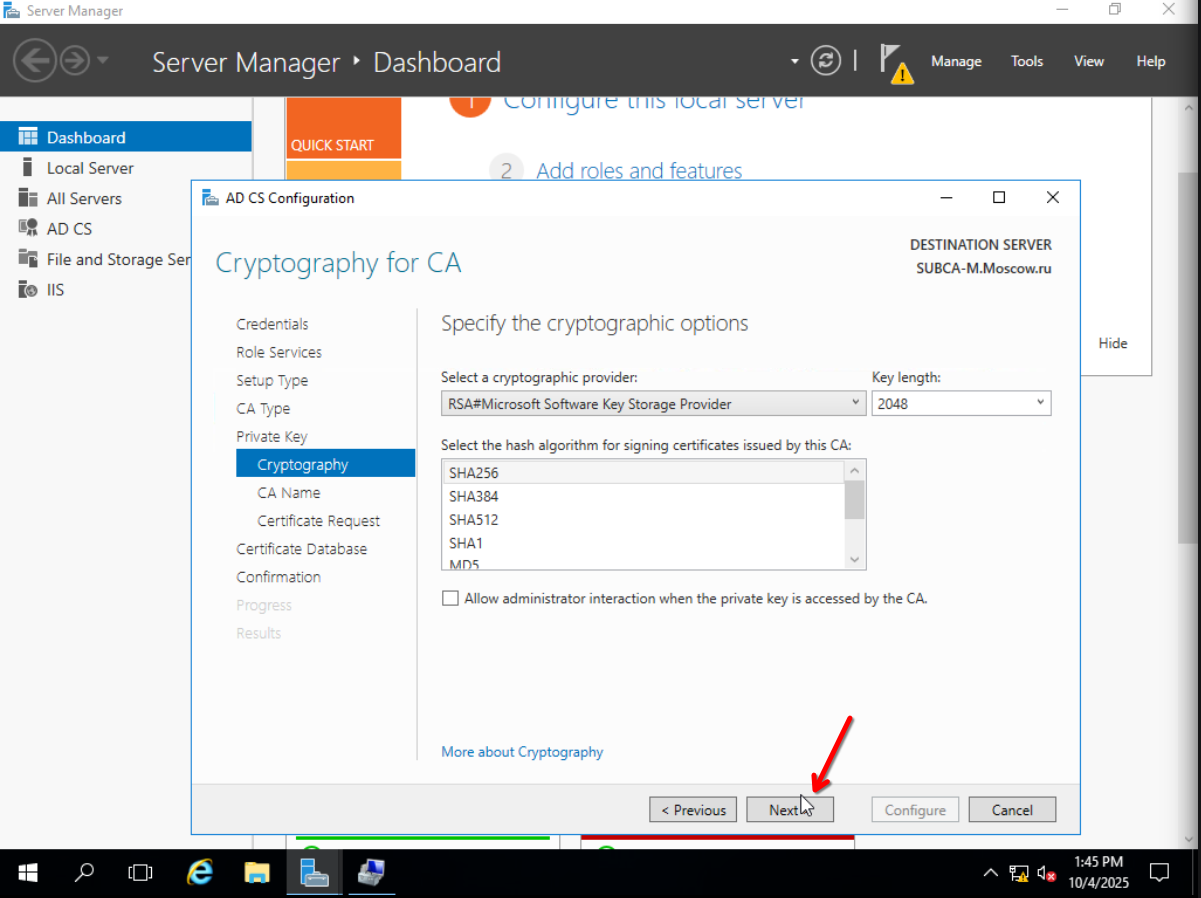 Server Manager
Server Manager ‣ Dashboard
Manage Tools View Help
Dashboard
Local Server
All Servers
AD CS
File and Storage Ser
IIS
1 Configure this local server
QUICK START
2 Add roles and features
Hide
AD CS Configuration
Cryptography for CA
DESTINATION SERVER
SUBCA-M.Moscow.ru
Credentials
Role Services
Setup Type
CA Type
Private Key
Cryptography
CA Name
Certificate Request
Certificate Database
Confirmation
Progress
Results
Specify the cryptographic options
Select a cryptographic provider: Key length:
RSA#Microsoft Software Key Storage Provider 2048
Select the hash algorithm for signing certificates issued by this CA:
SHA256
SHA384
SHA512
SHA1
MD5
Allow administrator interaction when the private key is accessed by the CA.
More about Cryptography
< Previous Next Configure Cancel
1:45 PM
10/4/2025